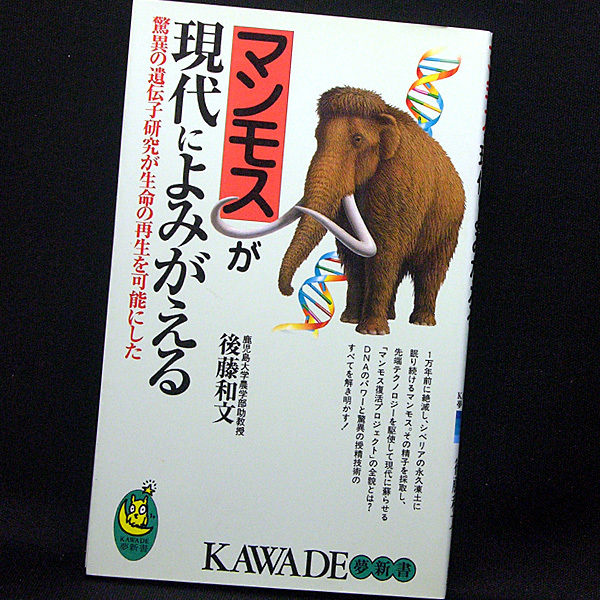 マンモスが
現代によみがえる
驚異の遺伝子研究が生命の再生を可能にした
鹿児島大学農学部助教授
後藤和文
1万年前に絶滅し、シベリアの永久凍土に
眠り続けるマンモス。その精子を採取し、
先端テクノロジーを駆使して現代に蘇らせる
「マンモス復活プロジェクト」の全貌とは?
DNAのパワーと驚異の授精技術の
すべてを解き明かす!
KAWADE
夢新書
KAWADE夢新書